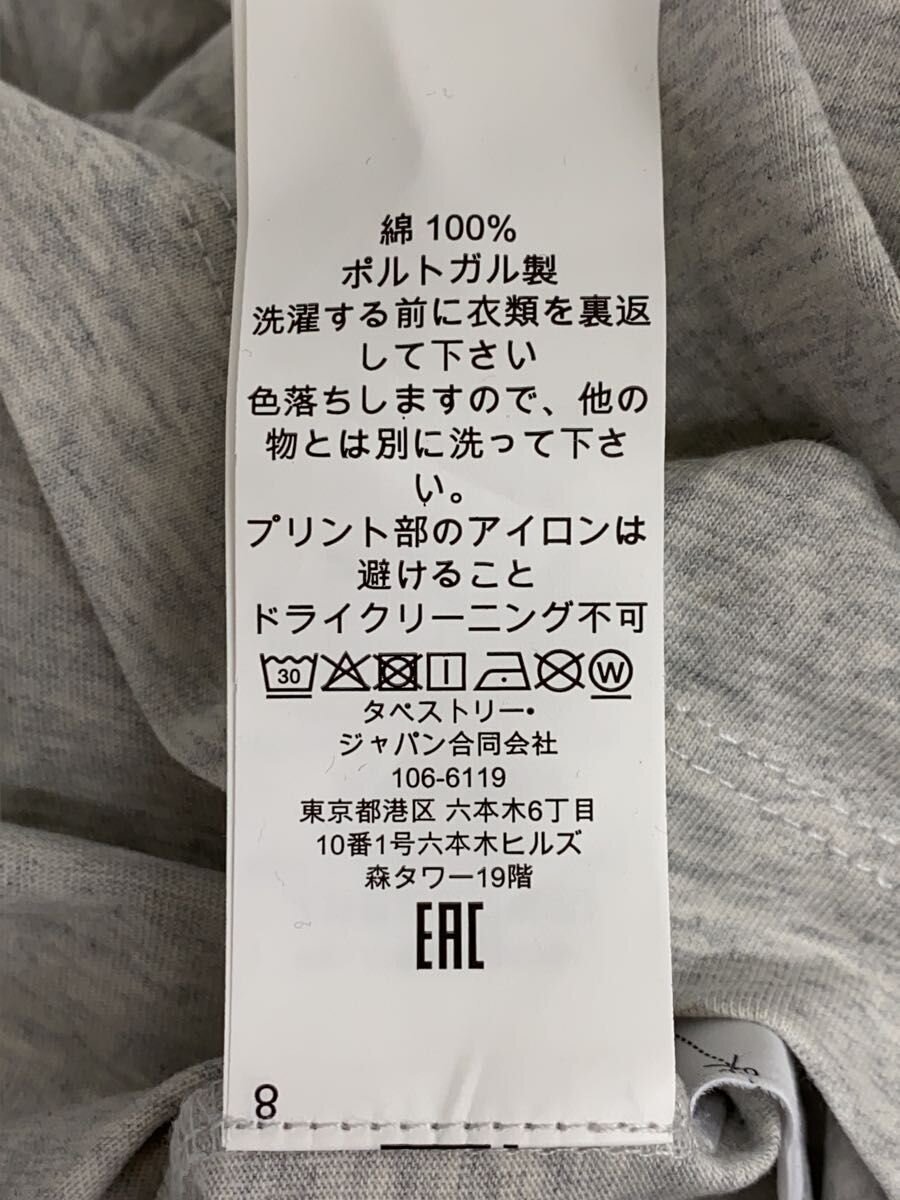 綿 100%
ポルトガル製
洗濯する前に衣類を裏返
して下さい
色落ちしますので、他の
物とは別に洗って下さ
い。
プリント部のアイロンは
避けること
ドライクリーニング不可
30 W
タペストリー•
ジャパン合同会社
106-6119
東京都港区 六本木6丁目
10番1号六本木ヒルズ
森タワー19階
EAC
8